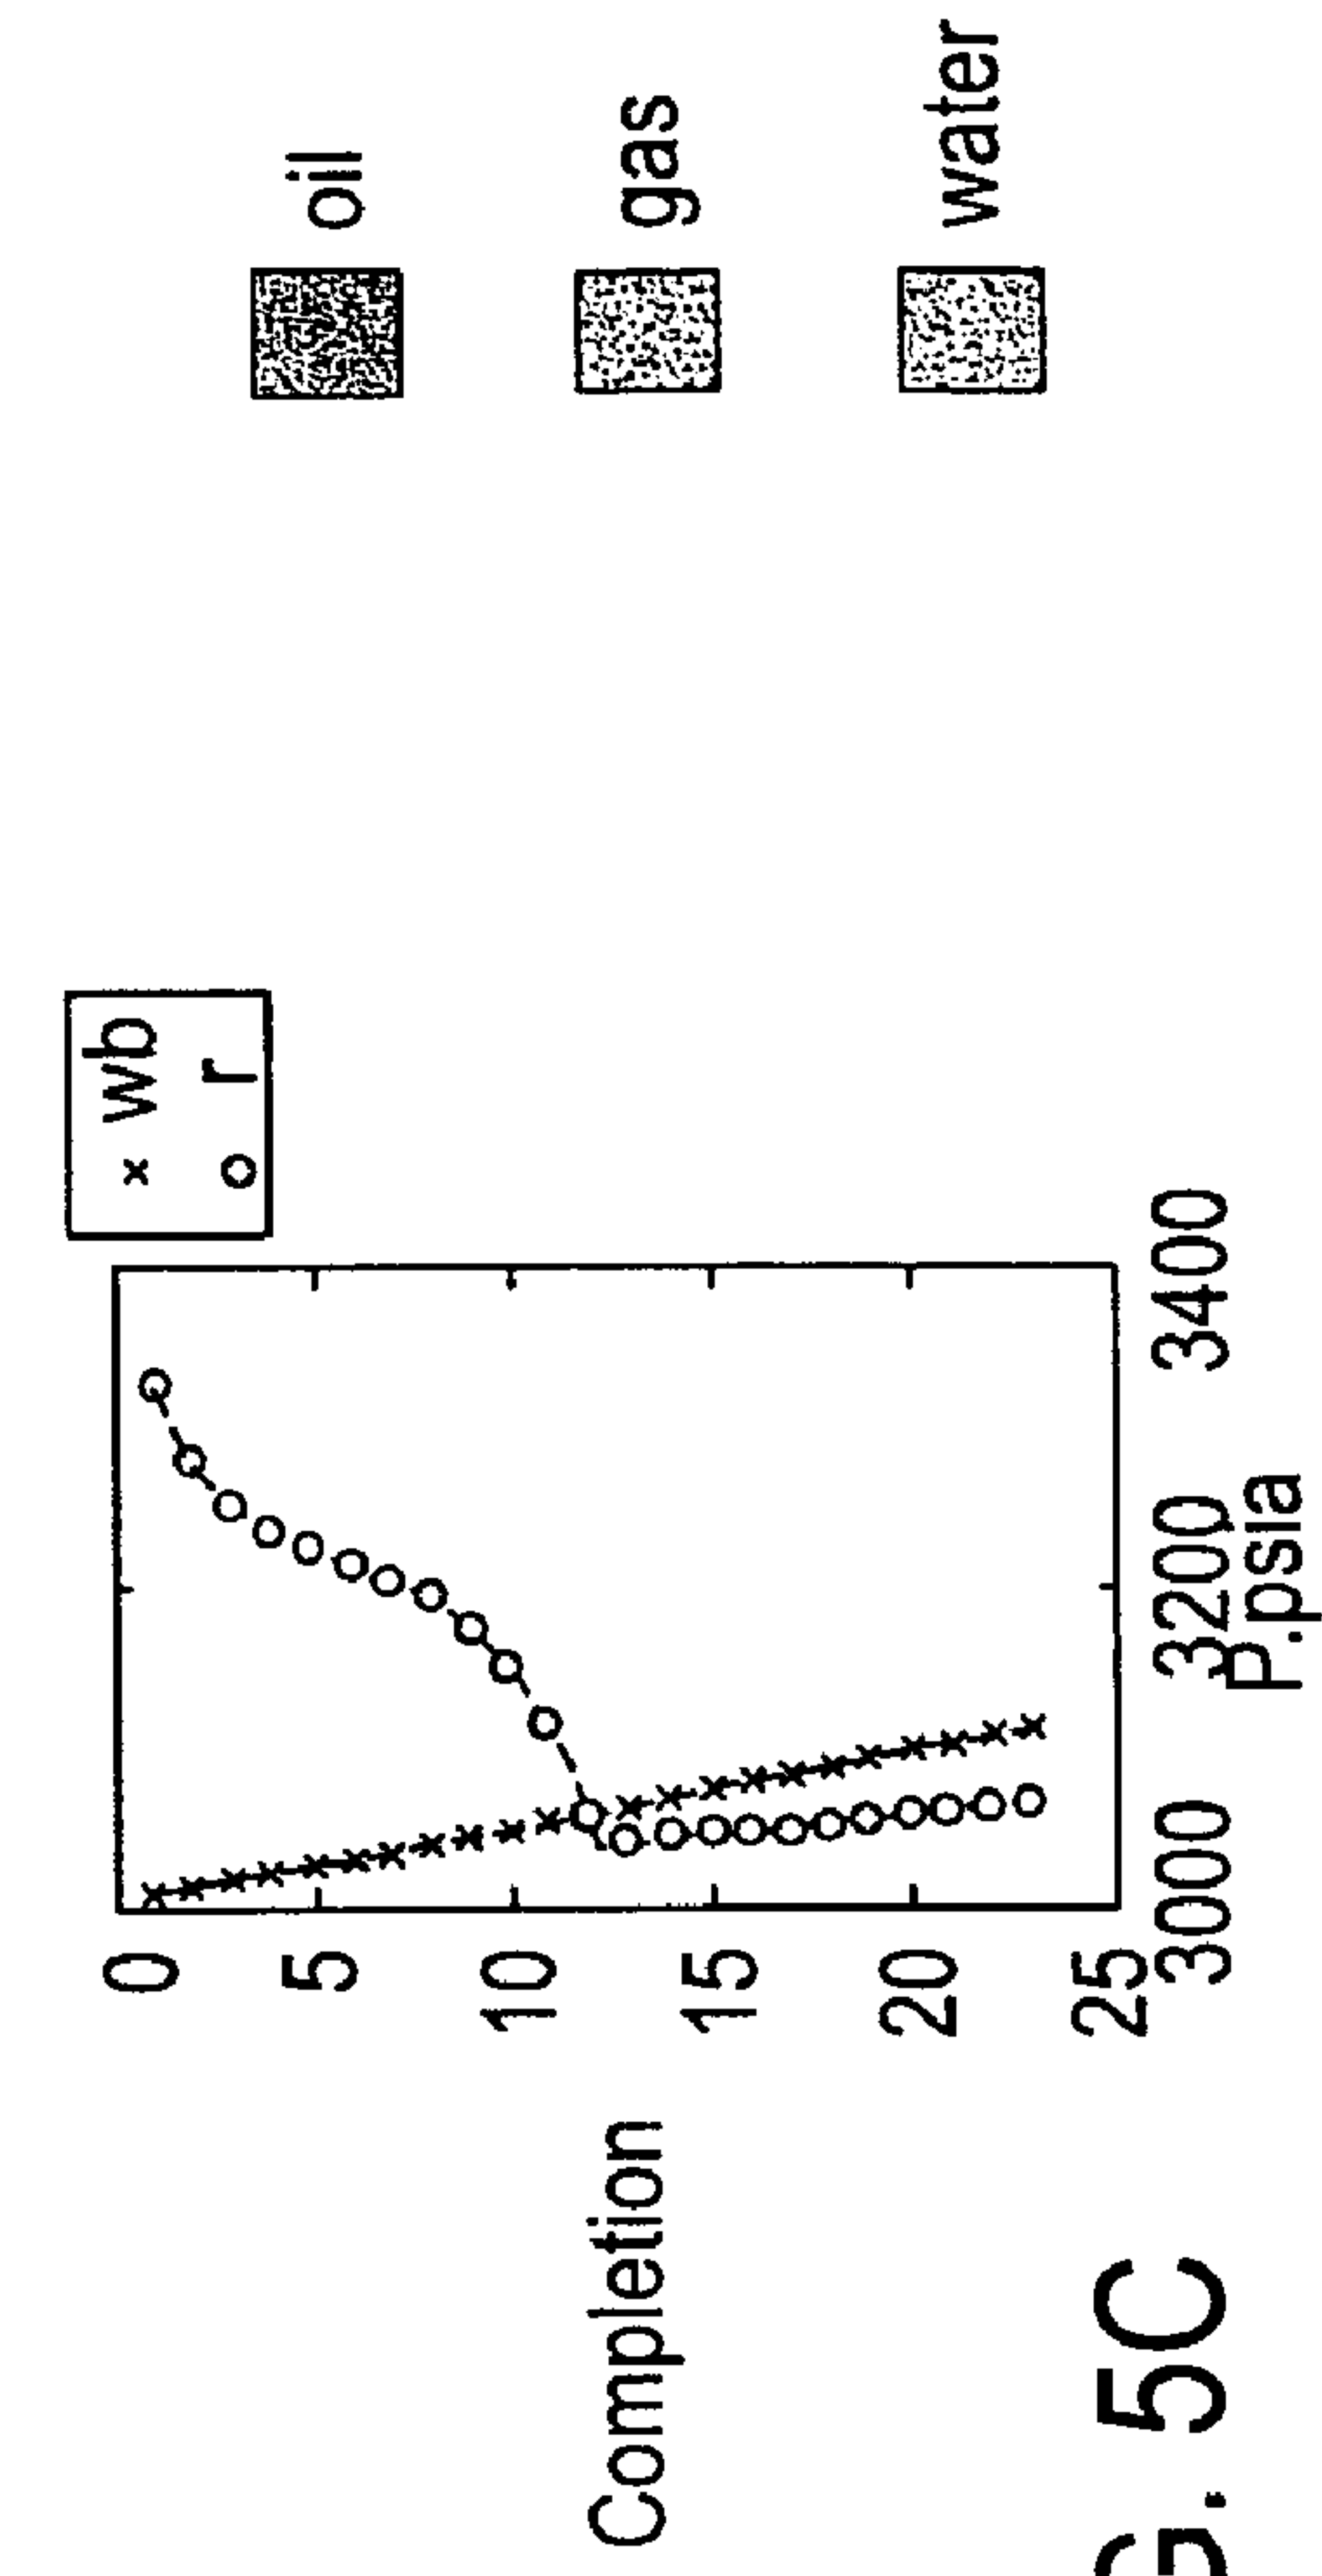 × wb
o r
0
5
10
15
20
25
Completion
3000
3200
3400
P.psia
oil
gas
water
G. 5C